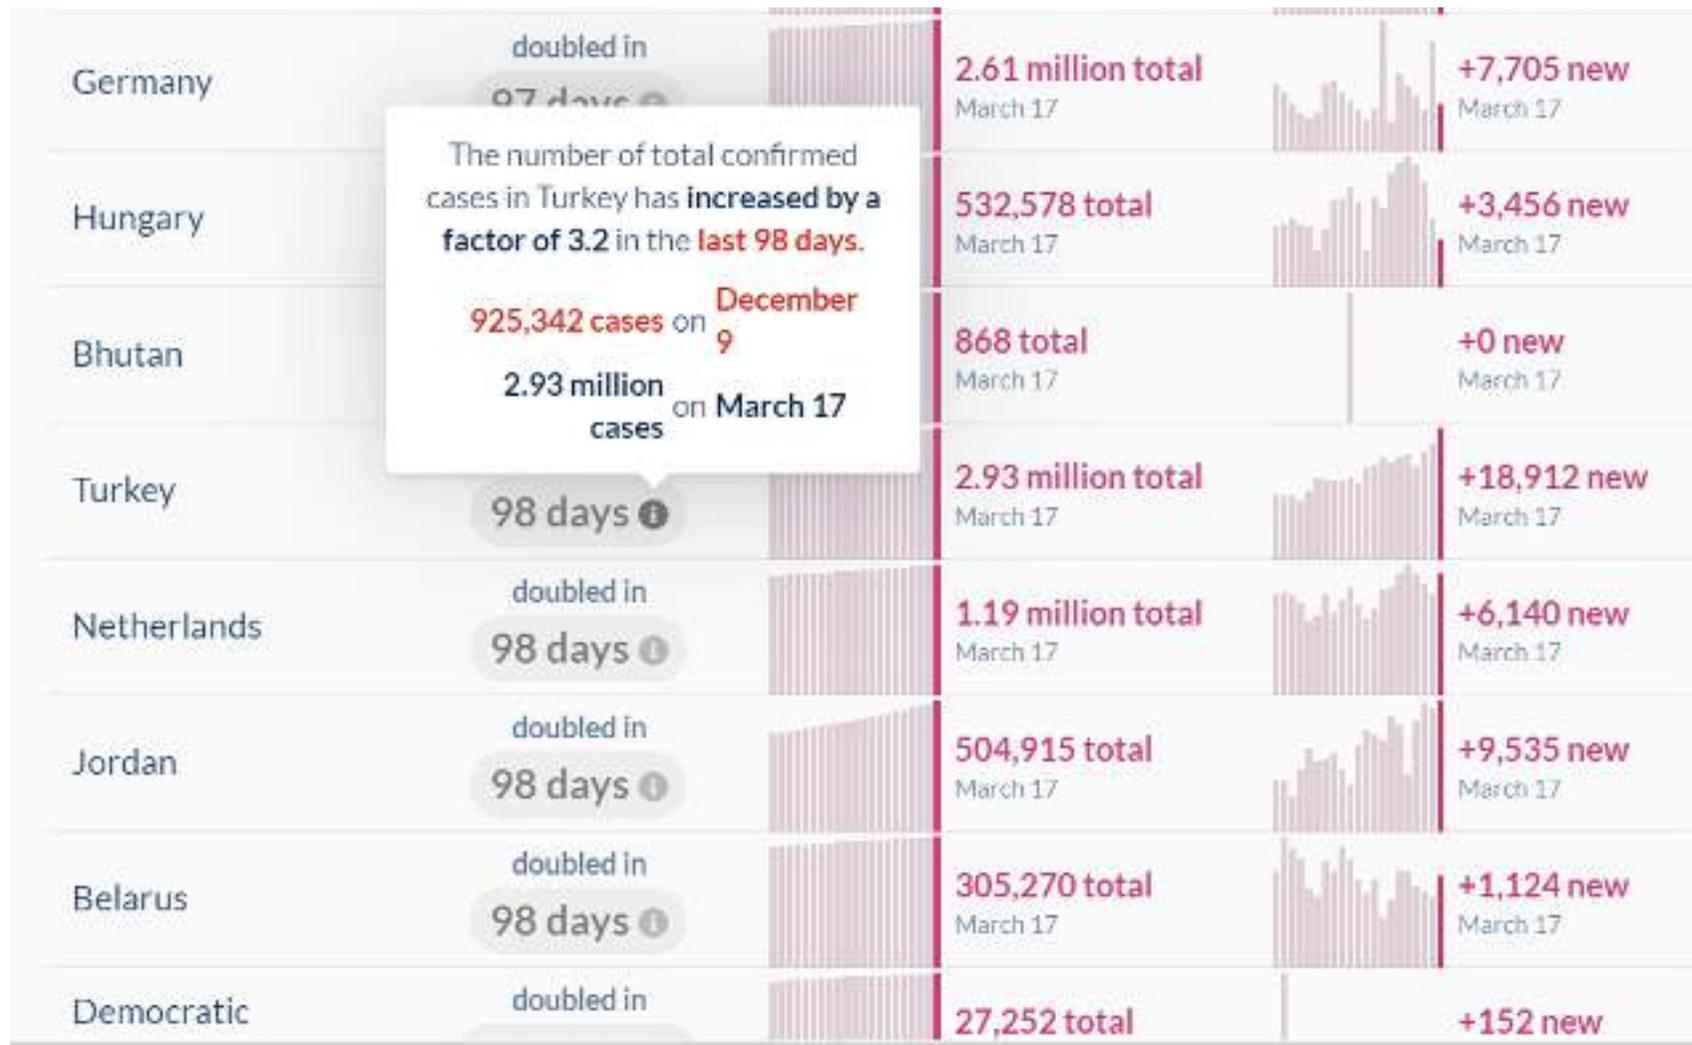 Germany
doubled in
97 days
2.61 million total
March 17
+7,705 new
March 17
The number of total confirmed
cases in Turkey has increased by a
factor of 3.2 in the last 98 days.
925,342 cases on December
9
2.93 million
cases on March 17
Hungary
532,578 total
March 17
+3,456 new
March 17
Bhutan
868 total
March 17
+0 new
March 17
Turkey
98 days
2.93 million total
March 17
+18,912 new
March 17
Netherlands
doubled in
98 days
1.19 million total
March 17
+6,140 new
March 17
Jordan
doubled in
98 days
504,915 total
March 17
+9,535 new
March 17
Belarus
doubled in
98 days
305,270 total
March 17
+1,124 new
March 17
Democratic
doubled in
27,252 total
+152 new